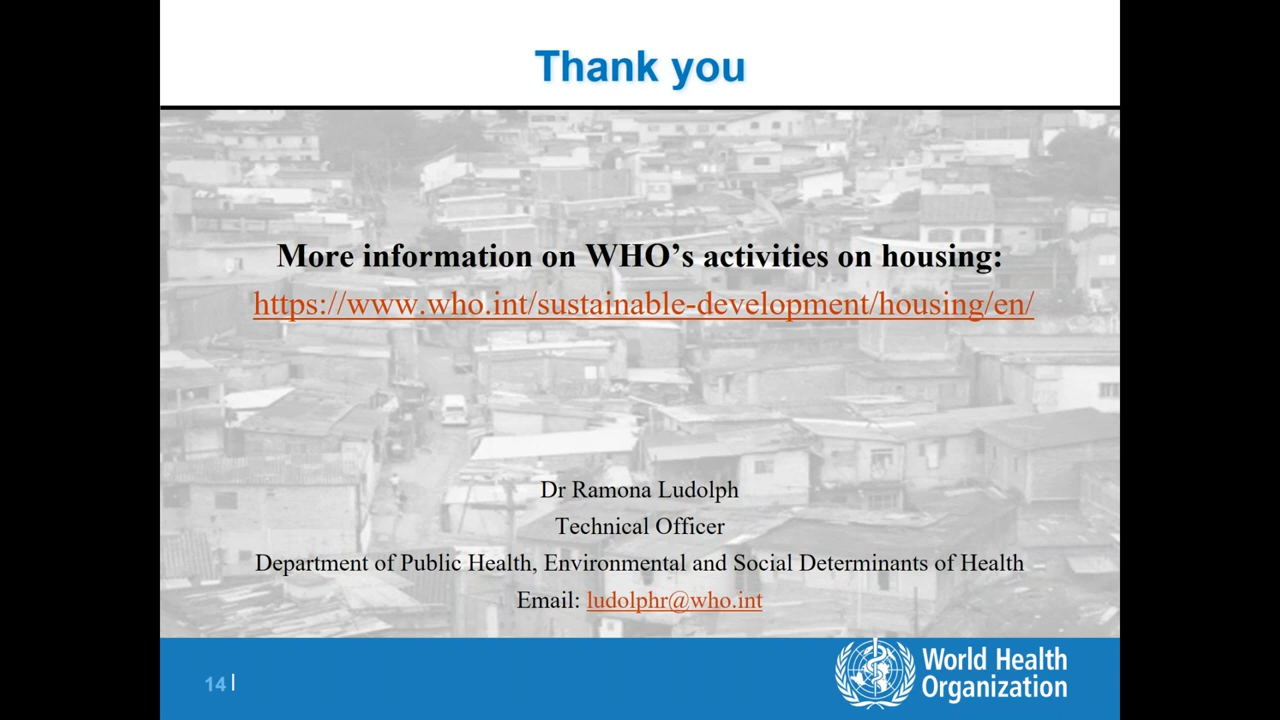 Thank you
More information on WHO’s activities on housing:
https://www.who.int/sustainable-development/housing/en/
Dr Ramona Ludolph
Technical Officer
Department of Public Health, Environmental and Social Determinants of Health
Email: ludolphr@who.int
14 |
World Health
Organization